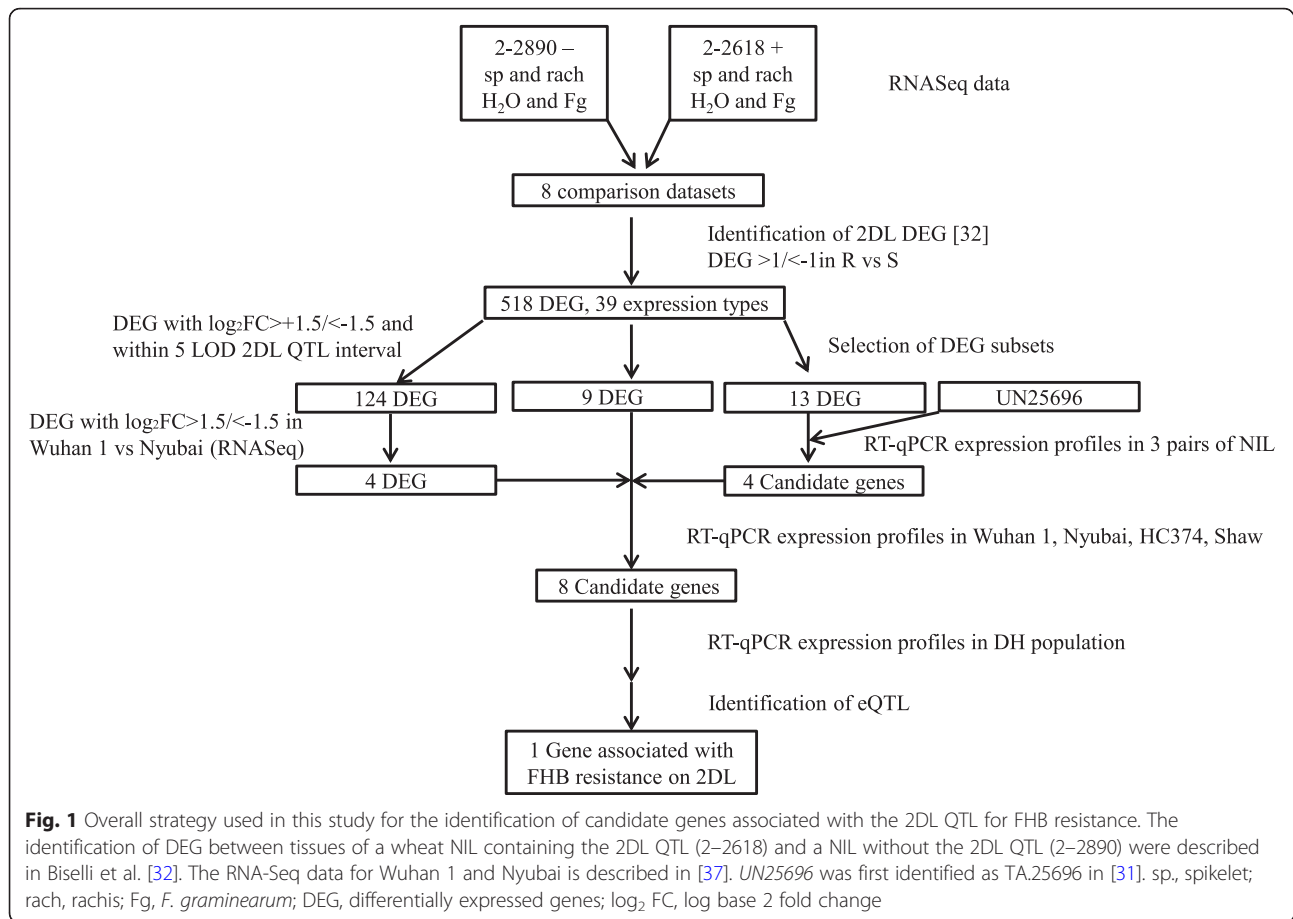 2-2890 –
sp and rach
H₂O and Fg
2-2618 +
sp and rach
H₂O and Fg
RNASeq data
8 comparison datasets
Identification of 2DL DEG [32]
DEG >1/<-1in R vs S
518 DEG, 39 expression types
DEG with log₂FC>+1.5/<-1.5 and
within 5 LOD 2DL QTL interval
Selection of DEG subsets
124 DEG
9 DEG
13 DEG
UN25696
DEG with log₂FC>1.5/<-1.5 in
Wuhan 1 vs Nyubai (RNASeq)
RT-qPCR expression profiles in 3 pairs of NIL
4 DEG
4 Candidate genes
RT-qPCR expression profiles in Wuhan 1, Nyubai, HC374, Shaw
8 Candidate genes
RT-qPCR expression profiles in DH population
Identification of eQTL
1 Gene associated with
FHB resistance on 2DL
Fig. 1 Overall strategy used in this study for the identification of candidate genes associated with the 2DL QTL for FHB resistance. The
identification of DEG between tissues of a wheat NIL containing the 2DL QTL (2–2618) and a NIL without the 2DL QTL (2–2890) were described
in Biselli et al. [32]. The RNA-Seq data for Wuhan 1 and Nyubai is described in [37]. UN25696 was first identified as TA.25696 in [31]. sp., spikelet;
rach, rachis; Fg, F. graminearum; DEG, differentially expressed genes; log₂ FC, log base 2 fold change